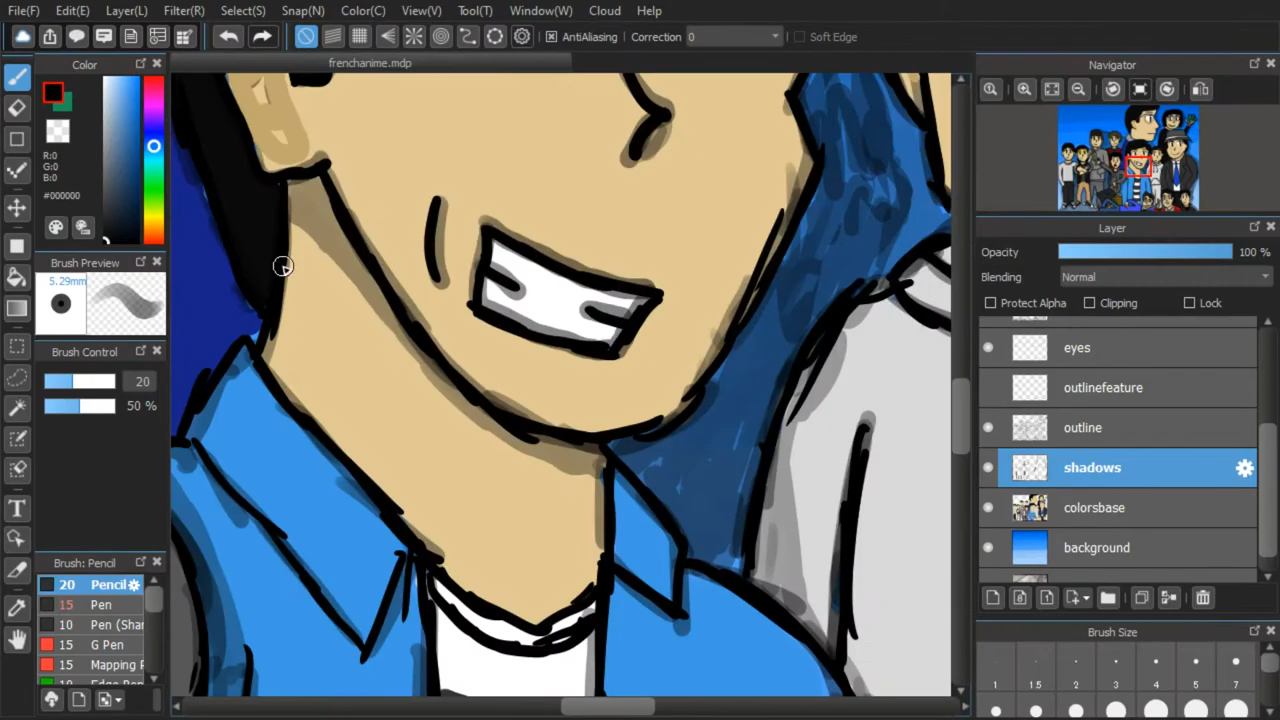 File(F) Edit(E) Layer(L) Filter(R) Select(S) Snap(N) Color(C) View(V) Tool(T) Window(W) Cloud Help
AntiAliasing Correction 0 Soft Edge
Color
frenchanime.mdp
Navigator
R:0
G:0
B:0
#000000
Layer
Opacity 100 %
Brush Preview
Blending Normal
5.29mm
Protect Alpha Clipping Lock
eyes
Brush Control
20
outlinefeature
50 %
outline
shadows
colorsbase
background
T
Brush: Pencil
20 Pencil
15 Pen
10 Pen (Shar
15 G Pen
15 Mapping
Brush Size
1 1.5 2 3 4 5 7